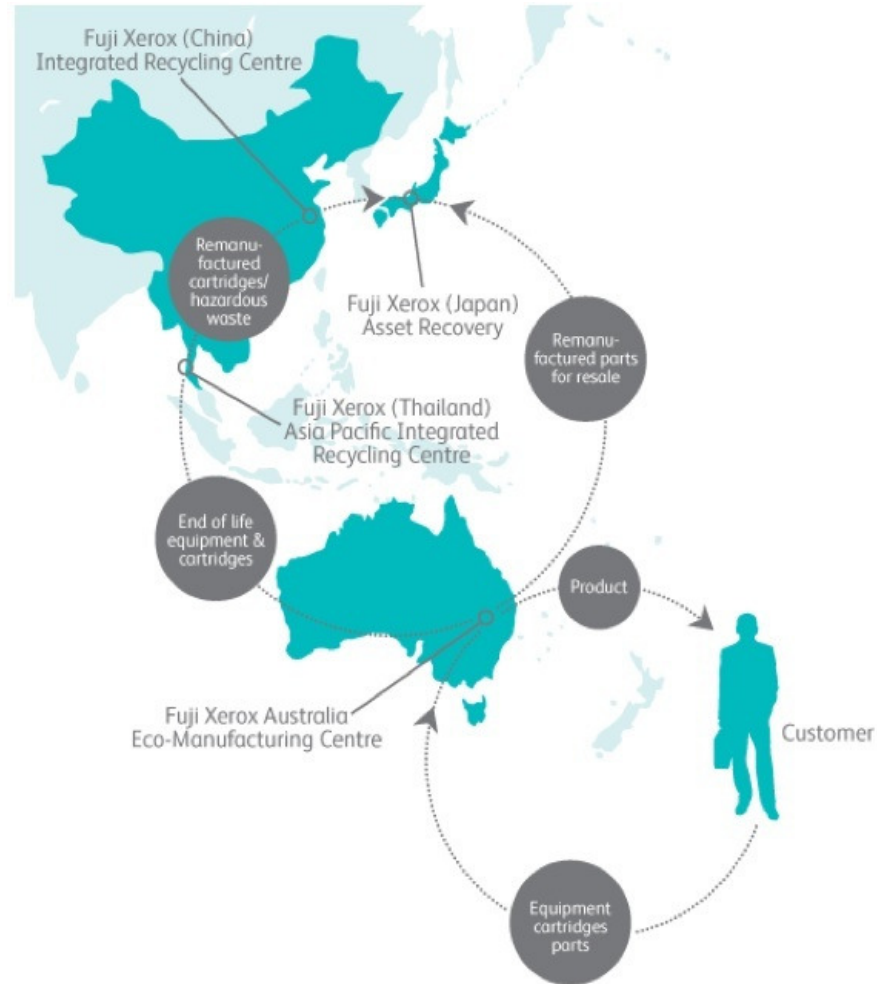 Fuji Xerox (China)
Integrated Recycling Centre
Remanu-
factured
cartridges/
hazardous
waste
Fuji Xerox (Japan)
Asset Recovery
Remanu-
factured parts
for resale
Fuji Xerox (Thailand)
Asia Pacific Integrated
Recycling Centre
End of life
equipment &
cartridges
Product
Fuji Xerox Australia
Eco-Manufacturing Centre
Customer
Equipment
cartridges
parts